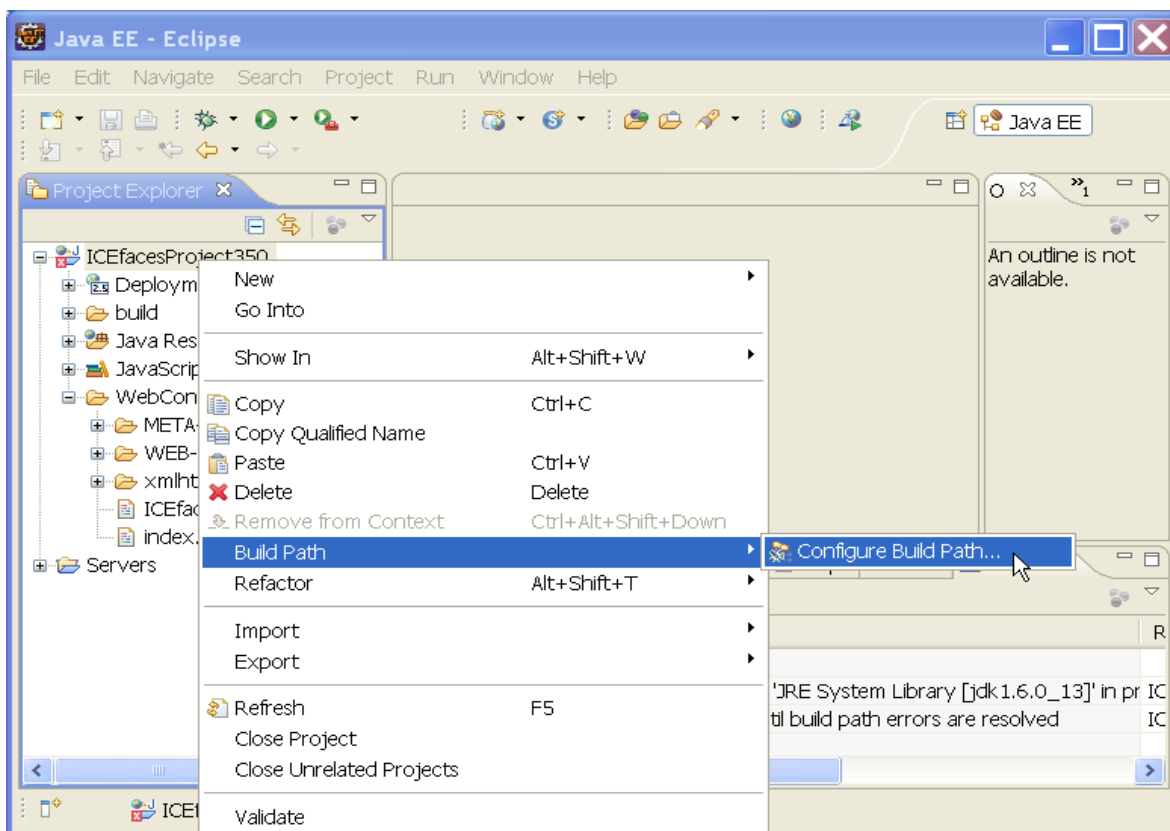 Java EE - Eclipse
File Edit Navigate Search Project Run Window Help
Java EE
Project Explorer
O
»1
ICEfacesProject350
An outline is not
available.
Deploym
build
Java Res
JavaScrip
WebCon
META-
WEB-
xmlht
ICEfac
index.
Servers
New
Go Into
Show In Alt+Shift+W
Copy Ctrl+C
Copy Qualified Name
Paste Ctrl+V
Delete Delete
Remove from Context Ctrl+Alt+Shift+Down
Build Path
Configure Build Path...
Refactor Alt+Shift+T
Import
Export
R
'JRE System Library [jdk1.6.0_13]' in pr IC
til build path errors are resolved IC
Refresh F5
Close Project
Close Unrelated Projects
Validate
ICEf